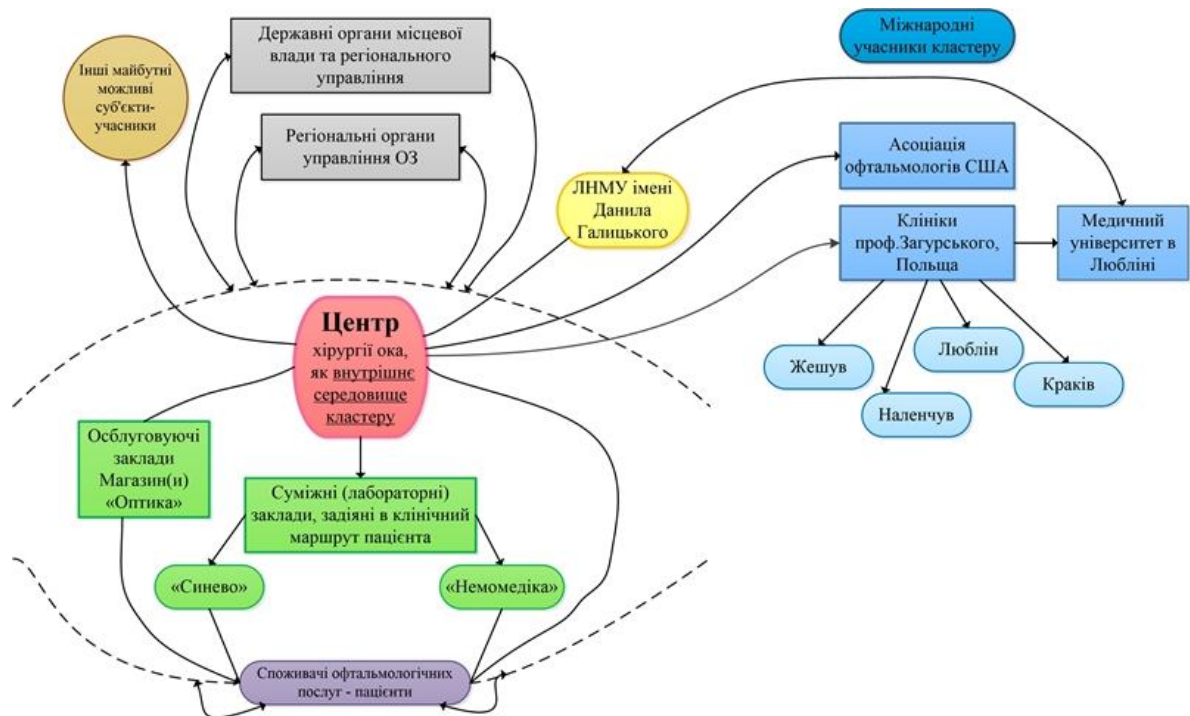 Державні органи місцевої
влади та регіонального
управління
Міжнародні
учасники кластеру
Інші майбутні
можливі
суб'єкти-
учасники
Регіональні органи
управління ОЗ
Асоціація
офтальмологів США
ЛНМУ імені
Данила
Галицького
Клініки
проф.Загурського,
Польща
Медичний
університет в
Любліні
Центр
хірургії ока,
як внутрішнє
середовище
кластеру
Жешув
Люблін
Краків
Наленчув
Осблуговуючі
заклади
Магазин(и)
«Оптика»
Суміжні (лабораторні)
заклади, задіяні в клінічний
маршрут пацієнта
«Синево»
«Немомедіка»
Споживачі офтальмологічних
послуг - пацієнти